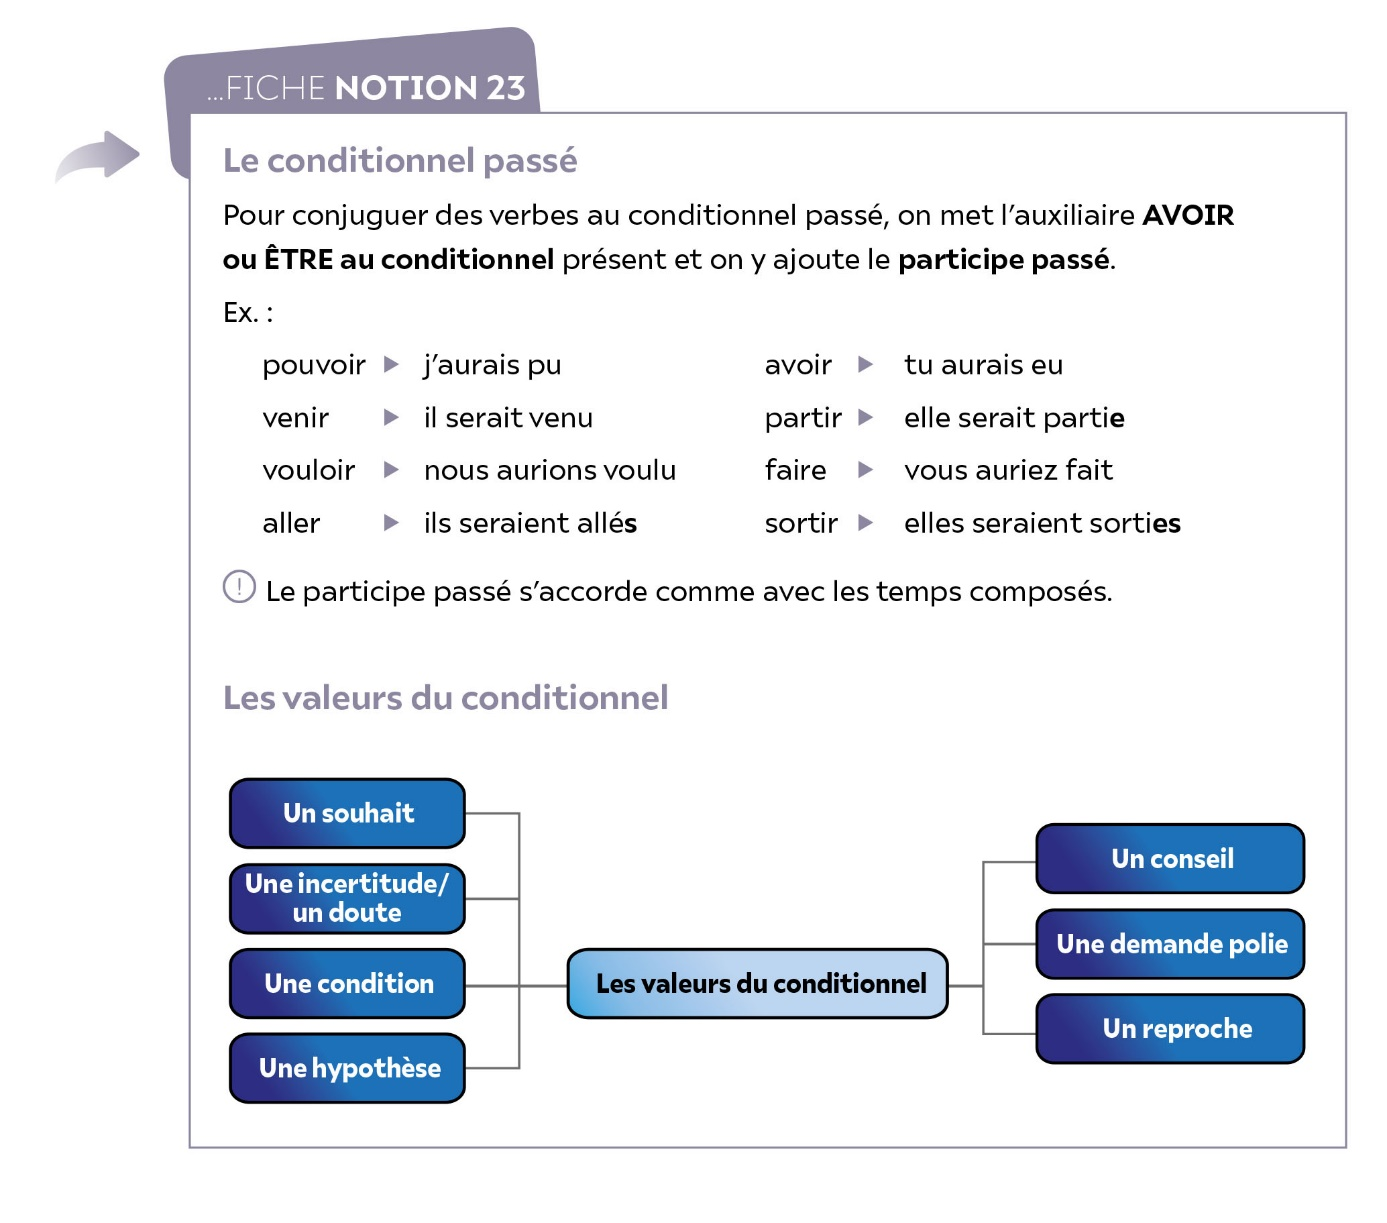 ...FICHE NOTION 23
Le conditionnel passé
Pour conjuguer des verbes au conditionnel passé, on met l’auxiliaire AVOIR
ou ÊTRE au conditionnel présent et on y ajoute le participe passé.
Ex. :
pouvoir ▶ j’aurais pu
venir ▶ il serait venu
vouloir ▶ nous aurions voulu
aller ▶ ils seraient allés
avoir ▶ tu aurais eu
partir ▶ elle serait partie
faire ▶ vous auriez fait
sortir ▶ elles seraient sorties
! Le participe passé s’accorde comme avec les temps composés.
Les valeurs du conditionnel
Un souhait
Une incertitude/
un doute
Une condition
Une hypothèse
Les valeurs du conditionnel
Un conseil
Une demande polie
Un reproche